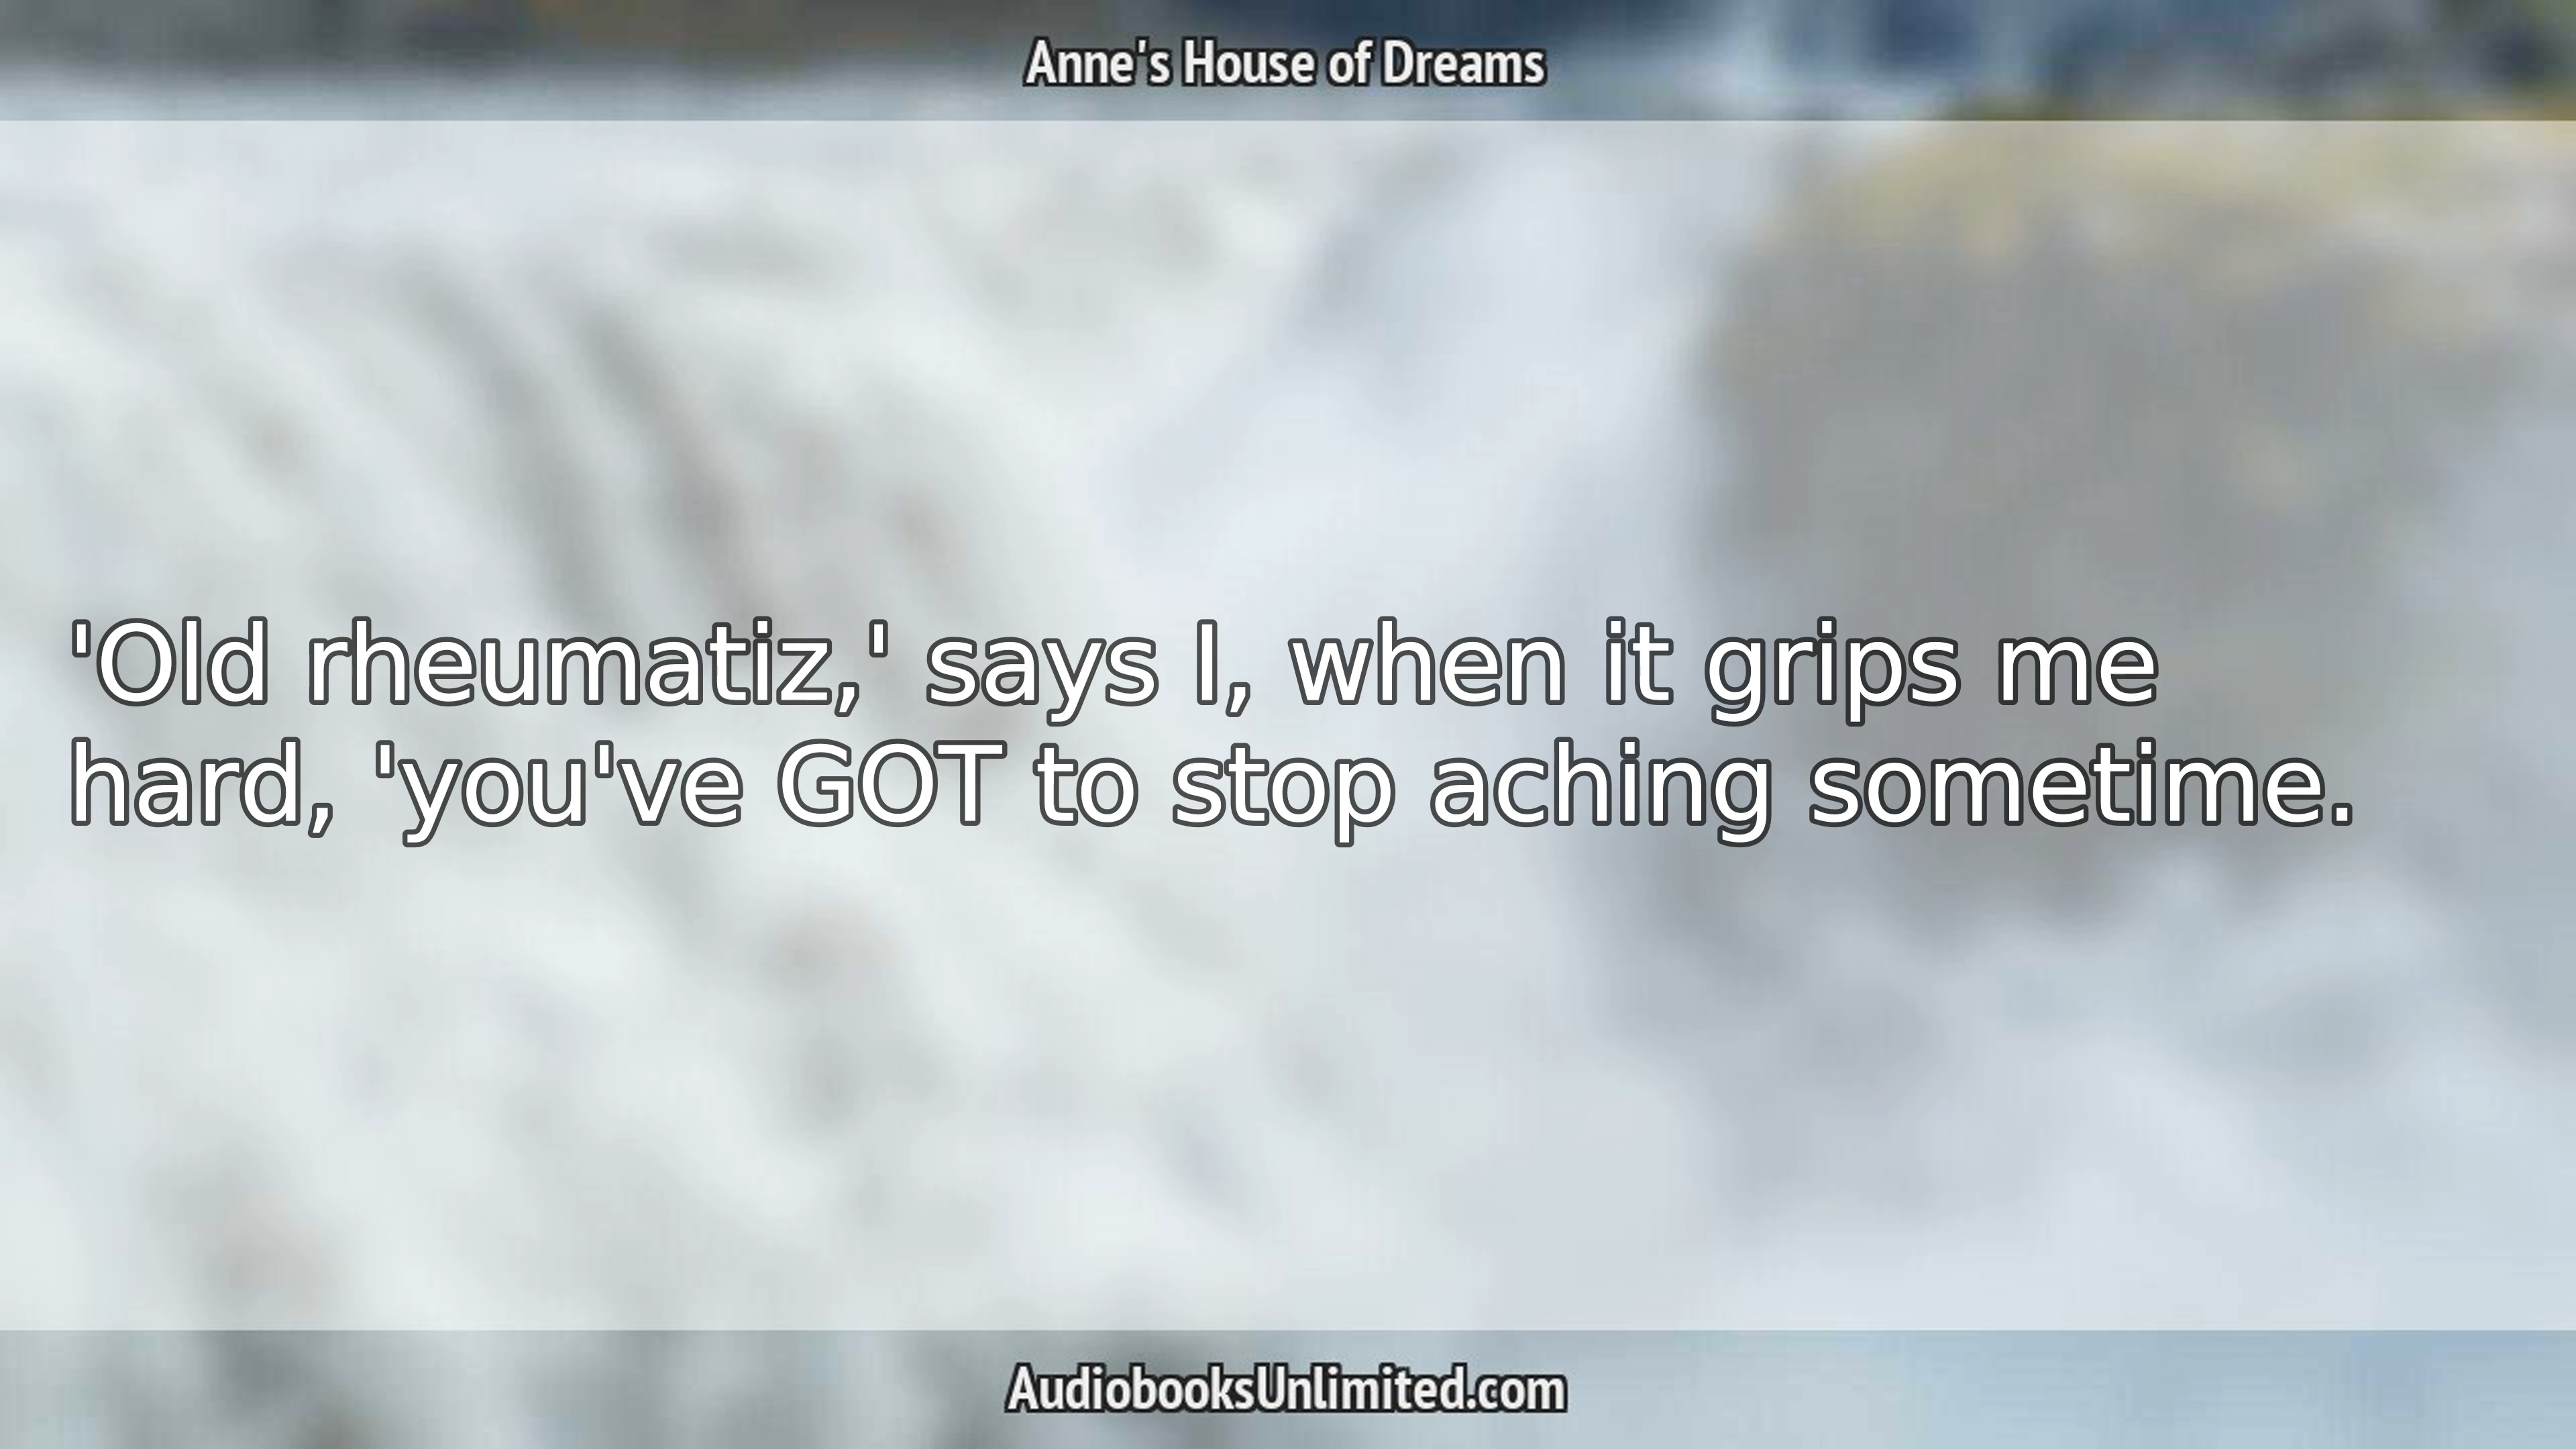 Anne's House of Dreams
'Old rheumatiz,' says I, when it grips me
hard, 'you've GOT to stop aching sometime.
AudiobooksUnlimited.com